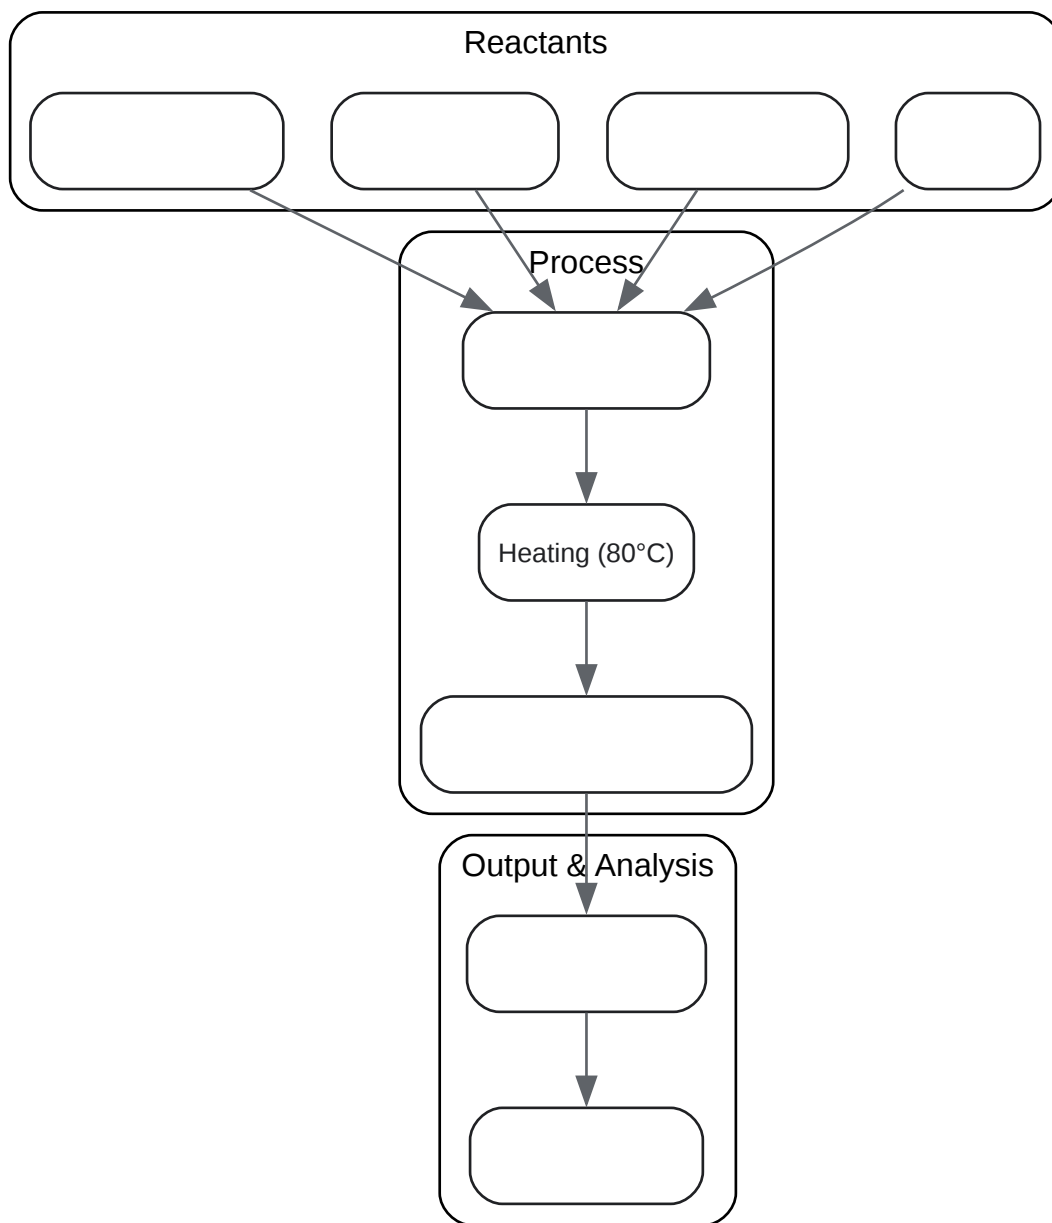 Reactants
Process
Heating (80°C)
Output & Analysis